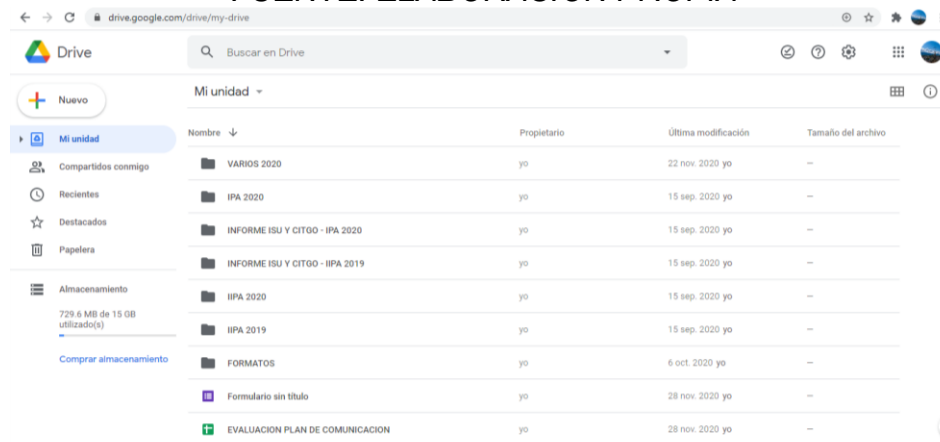 FUENTE: ELABORACION PROPIA
drive.google.com/drive/my-drive
Drive
Buscar en Drive
Nuevo
Mi unidad
Nombre Propietario Última modificación Tamaño del archivo
Mi unidad
Compartidos conmigo
Recientes
Destacados
Papelera
Almacenamiento
729.6 MB de 15 GB
utilizado(s)
Comprar almacenamiento
VARIOS 2020 yo 22 nov. 2020 yo –
IPA 2020 yo 15 sep. 2020 yo –
INFORME ISU Y CITGO - IPA 2020 yo 15 sep. 2020 yo –
INFORME ISU Y CITGO - IIPA 2019 yo 15 sep. 2020 yo –
IIPA 2020 yo 15 sep. 2020 yo –
IIPA 2019 yo 15 sep. 2020 yo –
FORMATOS yo 6 oct. 2020 yo –
Formulario sin título yo 28 nov. 2020 yo –
EVALUACION PLAN DE COMUNICACION yo 28 nov. 2020 yo –